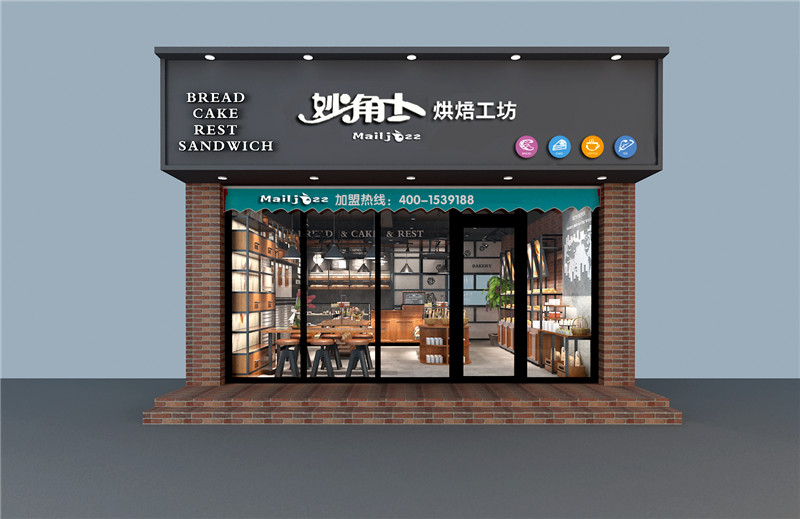 BREAD
CAKE
REST
SANDWICH
妙角士 烘焙工坊
Mailjozz
Mailjozz 加盟热线：400-1539188
BREAD & CAKE & REST
BAKERY